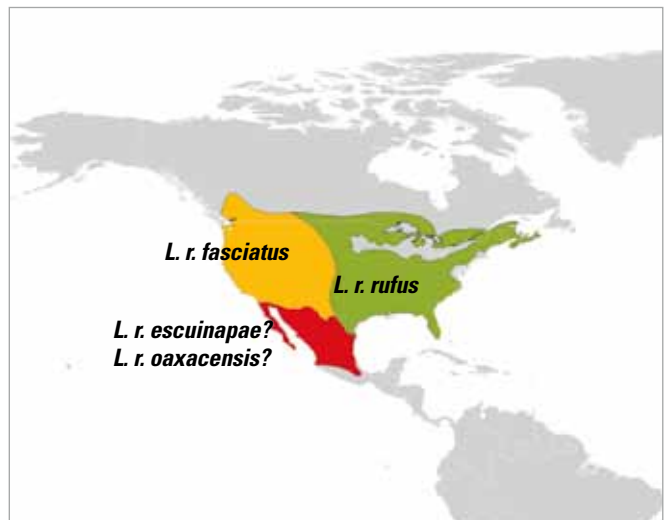 L. r. fasciatus
L. r. rufus
L. r. escuinapae?
L. r. oaxacensis?